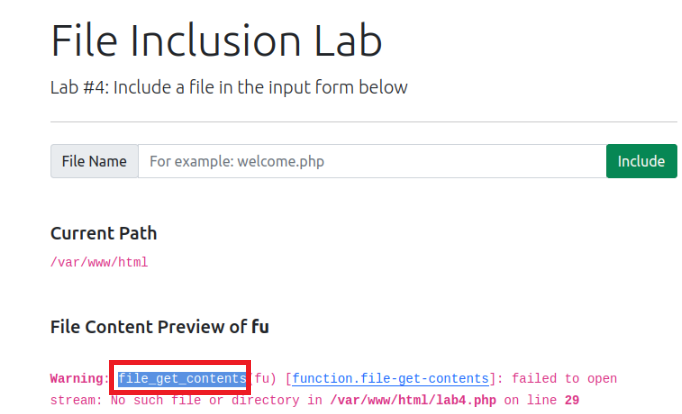 File Inclusion Lab
Lab #4: Include a file in the input form below
File Name For example: welcome.php Include
Current Path
/var/www/html
File Content Preview of fu
Warning: file_get_contents(fu) [function.file-get-contents]: failed to open
stream: No such file or directory in /var/www/html/lab4.php on line 29